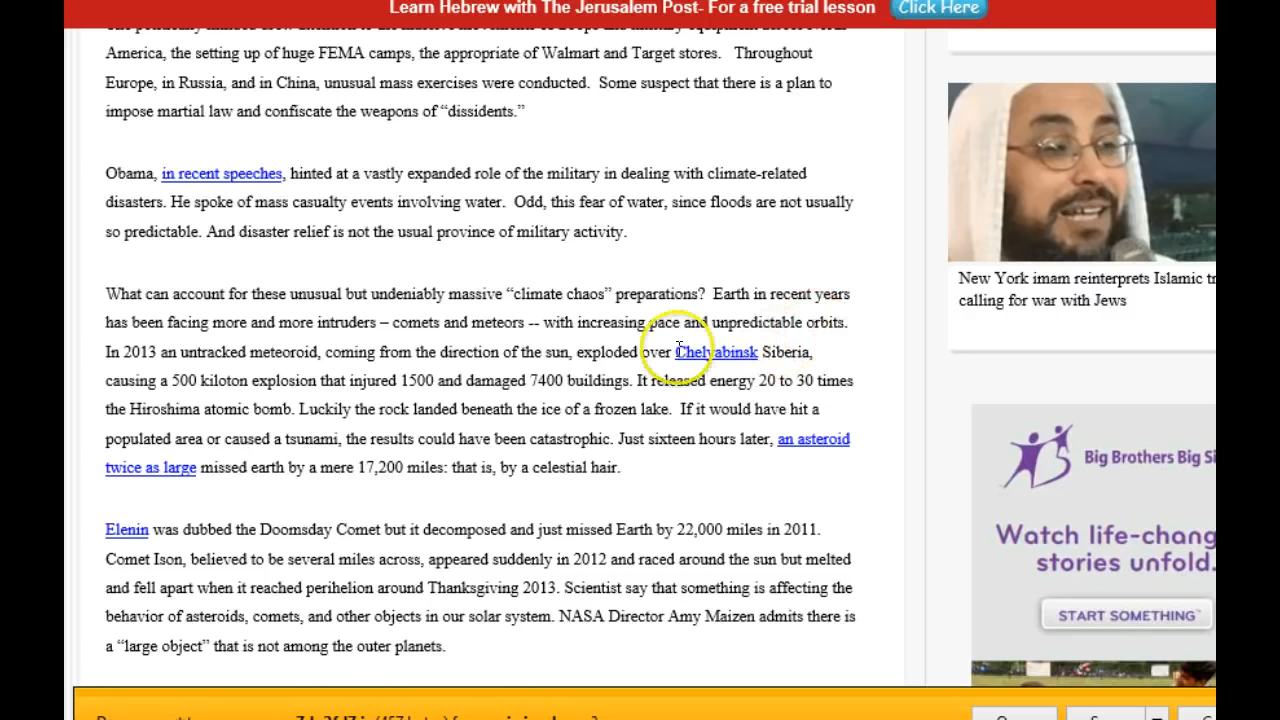 Learn Hebrew with The Jerusalem Post- For a free trial lesson Click Here
America, the setting up of huge FEMA camps, the appropriate of Walmart and Target stores. Throughout
Europe, in Russia, and in China, unusual mass exercises were conducted. Some suspect that there is a plan to
impose martial law and confiscate the weapons of “dissidents.”
Obama, in recent speeches, hinted at a vastly expanded role of the military in dealing with climate-related
disasters. He spoke of mass casualty events involving water. Odd, this fear of water, since floods are not usually
so predictable. And disaster relief is not the usual province of military activity.
What can account for these unusual but undeniably massive “climate chaos” preparations? Earth in recent years
has been facing more and more intruders – comets and meteors -- with increasing pace and unpredictable orbits.
In 2013 an untracked meteoroid, coming from the direction of the sun, exploded over Chelyabinsk Siberia,
causing a 500 kiloton explosion that injured 1500 and damaged 7400 buildings. It released energy 20 to 30 times
the Hiroshima atomic bomb. Luckily the rock landed beneath the ice of a frozen lake. If it would have hit a
populated area or caused a tsunami, the results could have been catastrophic. Just sixteen hours later, an asteroid
twice as large missed earth by a mere 17,200 miles: that is, by a celestial hair.
Elenin was dubbed the Doomsday Comet but it decomposed and just missed Earth by 22,000 miles in 2011.
Comet Ison, believed to be several miles across, appeared suddenly in 2012 and raced around the sun but melted
and fell apart when it reached perihelion around Thanksgiving 2013. Scientist say that something is affecting the
behavior of asteroids, comets, and other objects in our solar system. NASA Director Amy Maizen admits there is
a “large object” that is not among the outer planets.
New York imam reinterprets Islamic
calling for war with Jews
Big Brothers Big
Watch
stories unfold.
START SOMETHING™